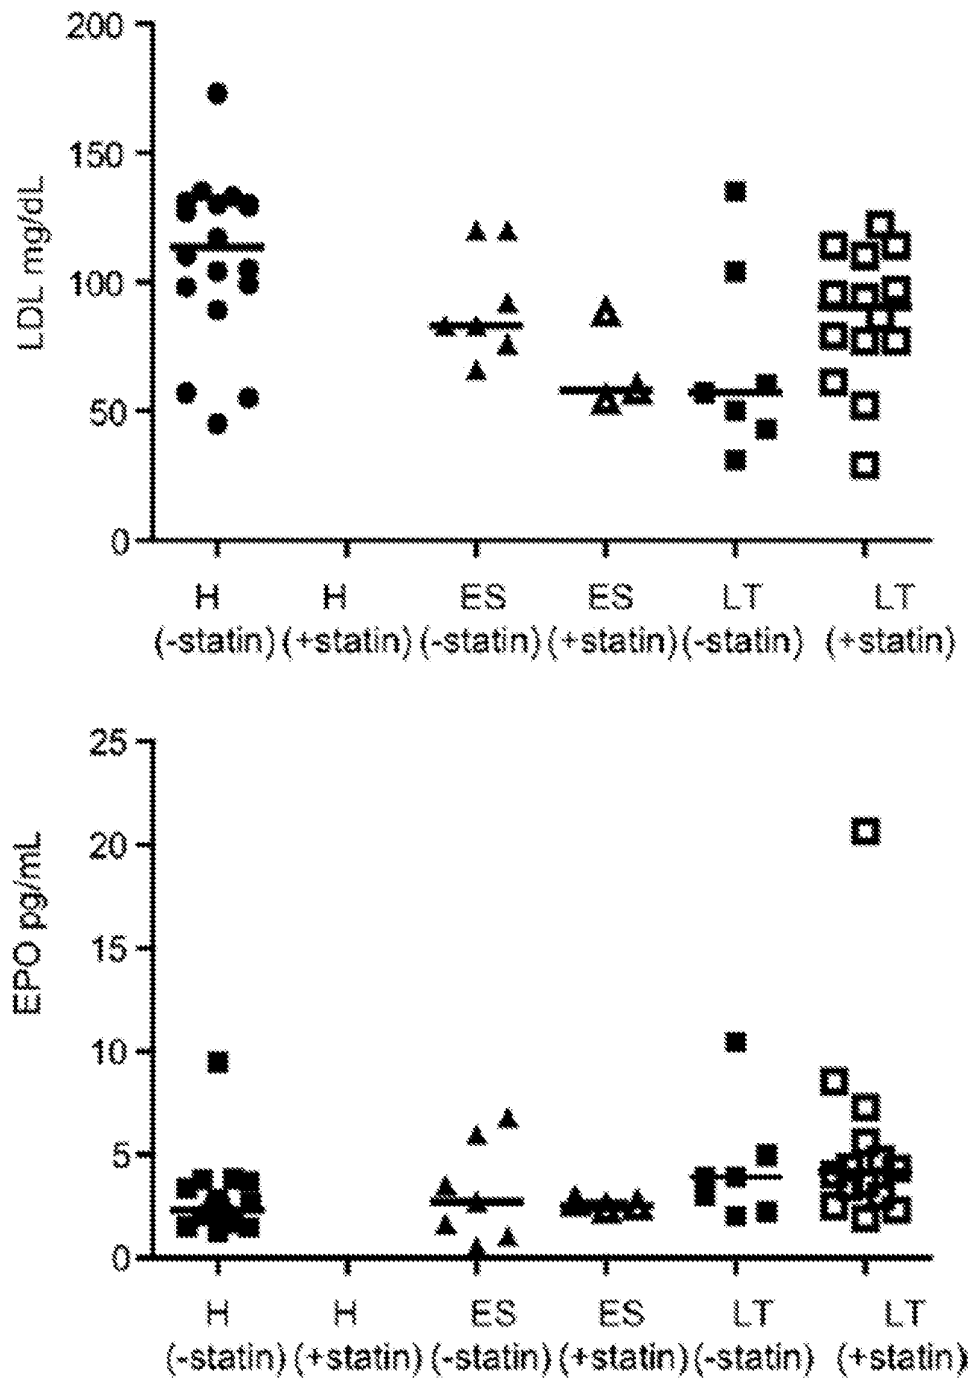 200
150
100
50
0
LDL mg/dL
H H ES ES LT LT
(-statin) (+statin) (-statin) (+statin) (-statin) (+statin)
25
20
15
10
5
0
EPO pg/mL
H H ES ES LT LT
(-statin) (+statin) (-statin) (+statin) (-statin) (+statin)